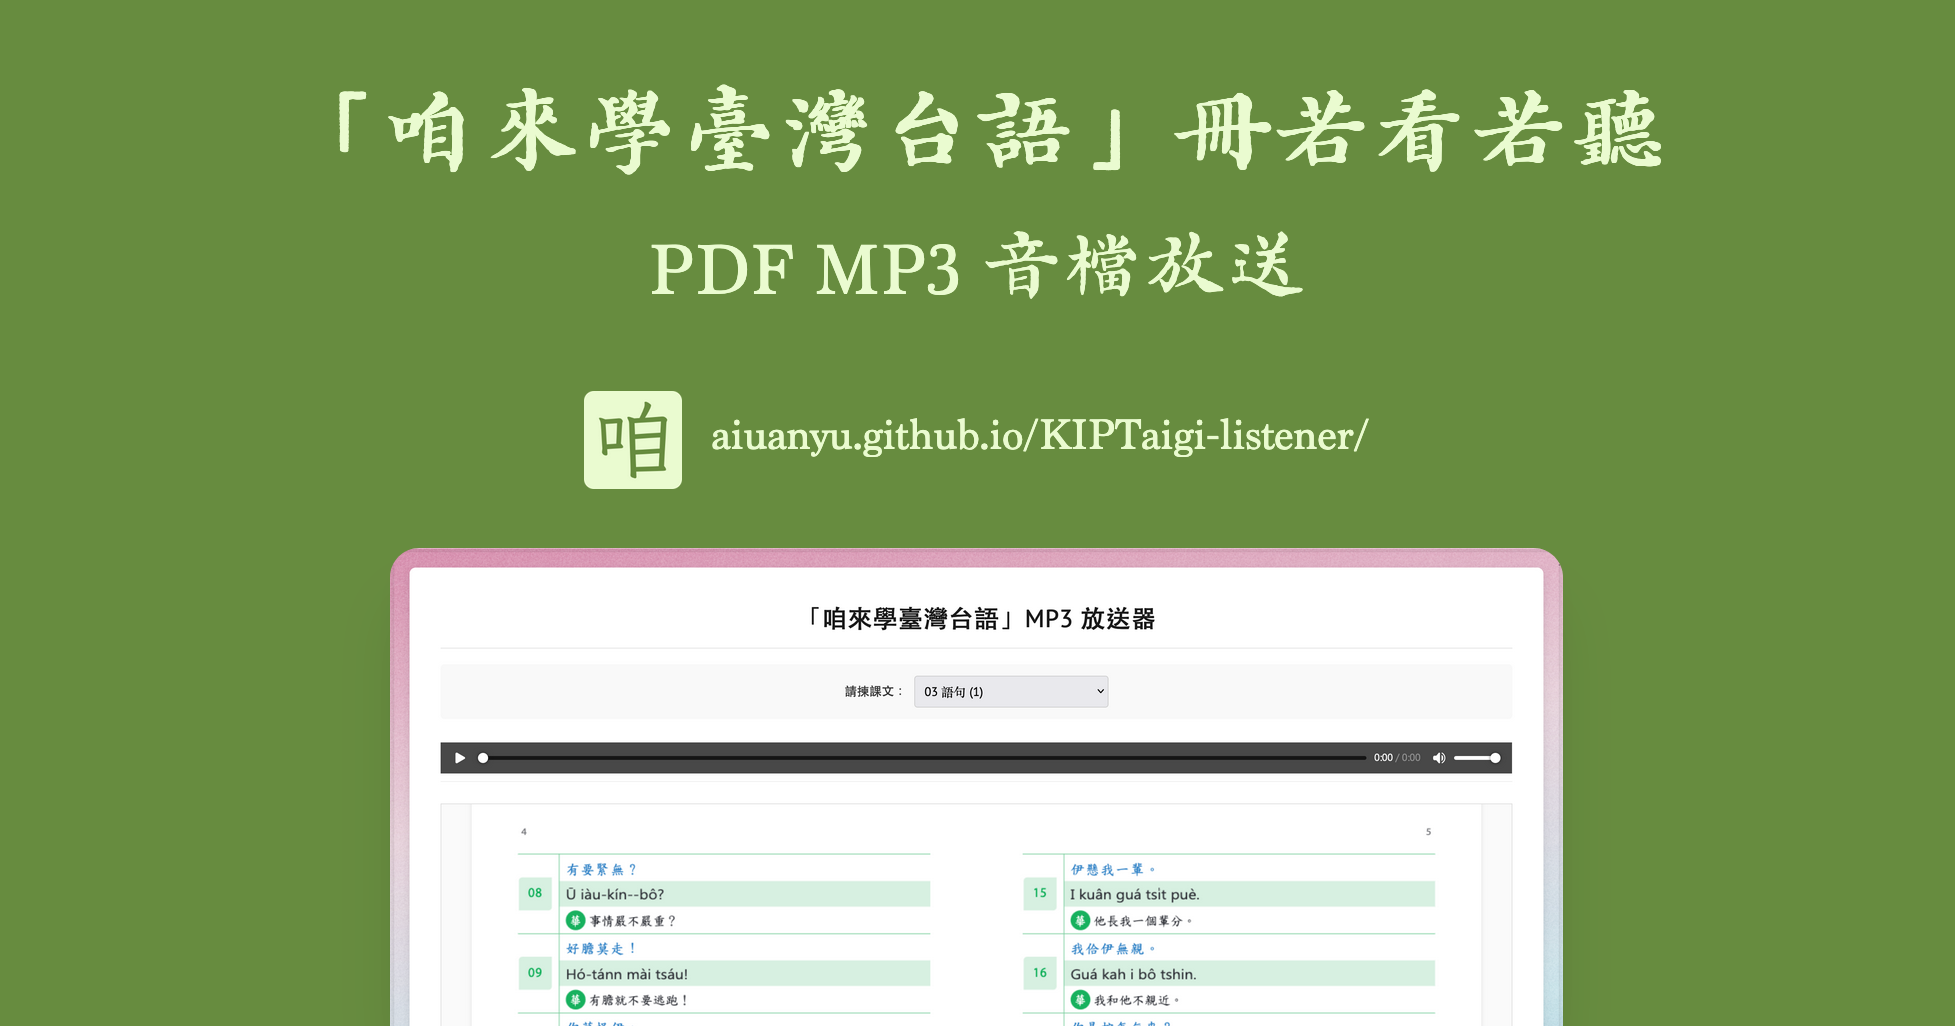 「咱來學臺灣台語」冊若看若聽
PDF MP3 音檔放送
咱
aiuanyu.github.io/KIPTaigi-listener/
「咱來學臺灣台語」MP3 放送器
請揀課文：
03 語句 (1)
0:00 / 0:00
4
08
有要緊無？
Ū iàu-kín--bô?
華 事情嚴不嚴重？
09
好膽莫走！
Hó-tánn mài tsáu!
華 有膽就不要逃跑！
5
15
伊懸我一輩。
I kuân guá tsi̍t puè.
華 他長我一個輩分。
16
我佮伊無親。
Guá kah i bô tshin.
華 我和他不親近。